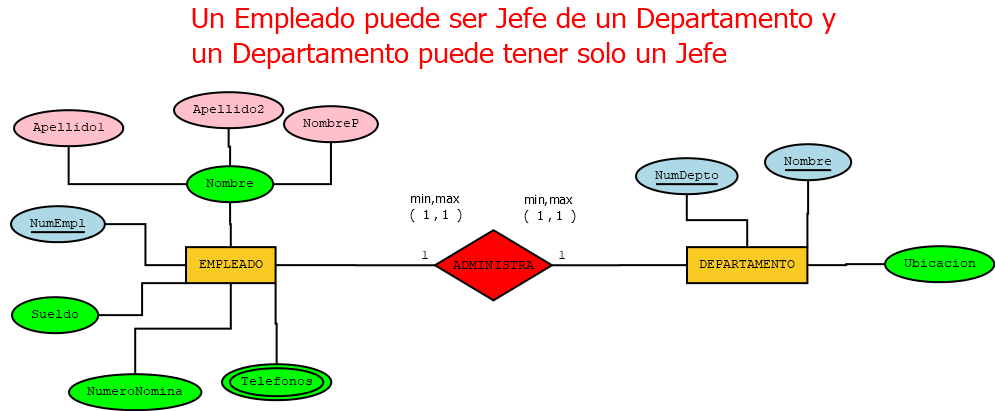 Un Empleado puede ser Jefe de un Departamento y
un Departamento puede tener solo un Jefe
Apellido1
Apellido2
NombreP
Nombre
NumEmpl
EMPLEADO
Sueldo
NumeroNomina
Telefonos
min,max
( 1,1 )
1
ADMINISTRA
min,max
( 1,1 )
1
NumDepto
Nombre
DEPARTAMENTO
Ubicacion